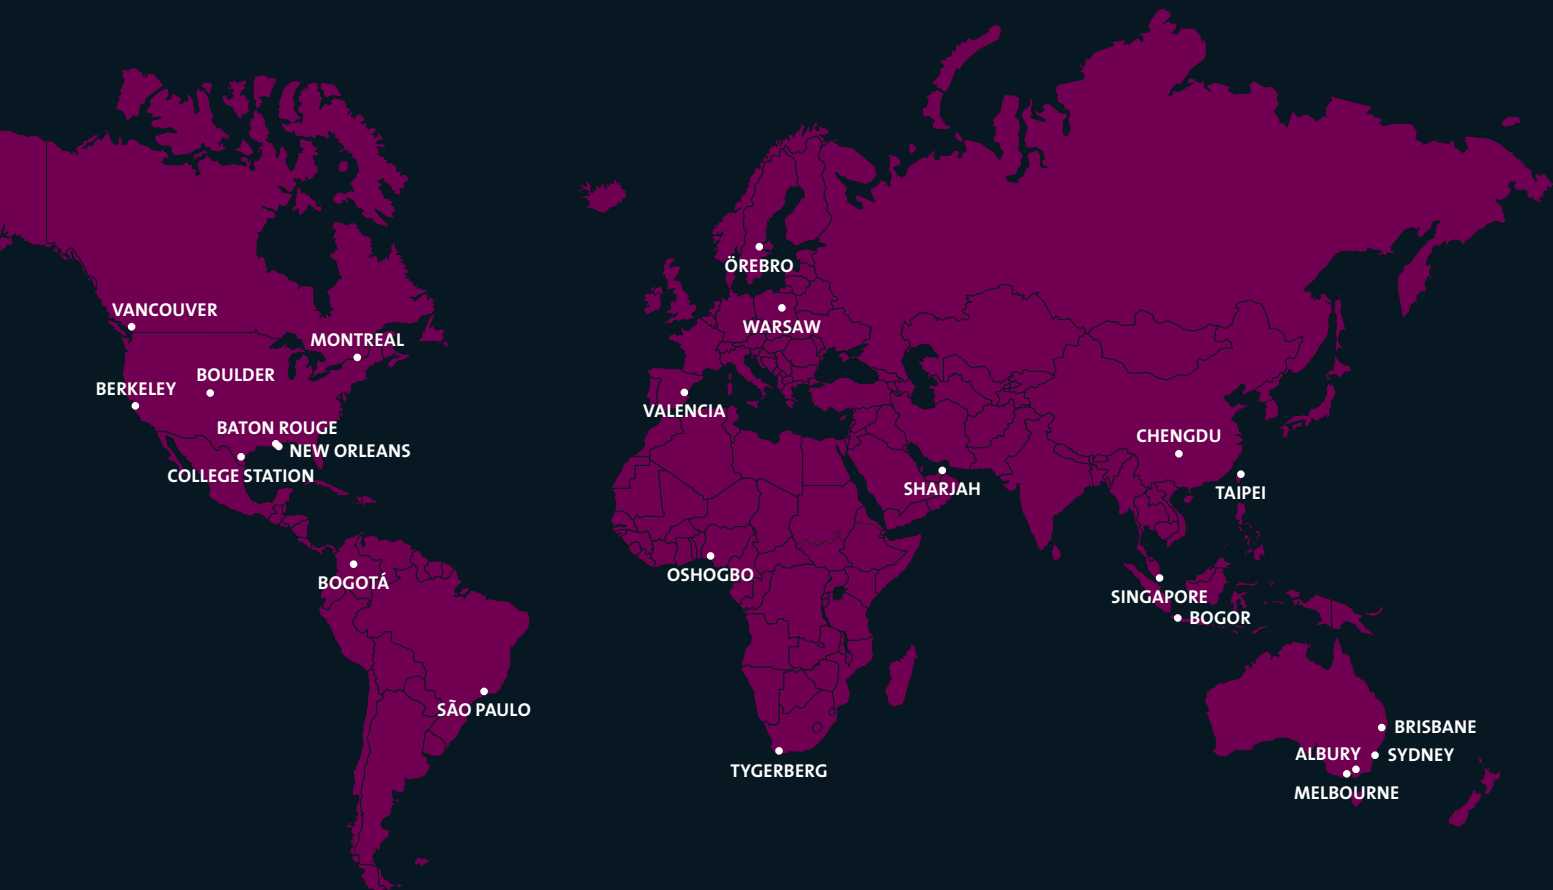 ÖREBRO
VANCOUVER
WARSAW
MONTREAL
BOULDER
BERKELEY
VALENCIA
BATON ROUGE
CHENGDU
NEW ORLEANS
COLLEGE STATION
SHARJAH
TAIPEI
OSHOGBO
BOGOTÁ
SINGAPORE
BOGOR
SÃO PAULO
BRISBANE
ALBURY
SYDNEY
TYGERBERG
MELBOURNE